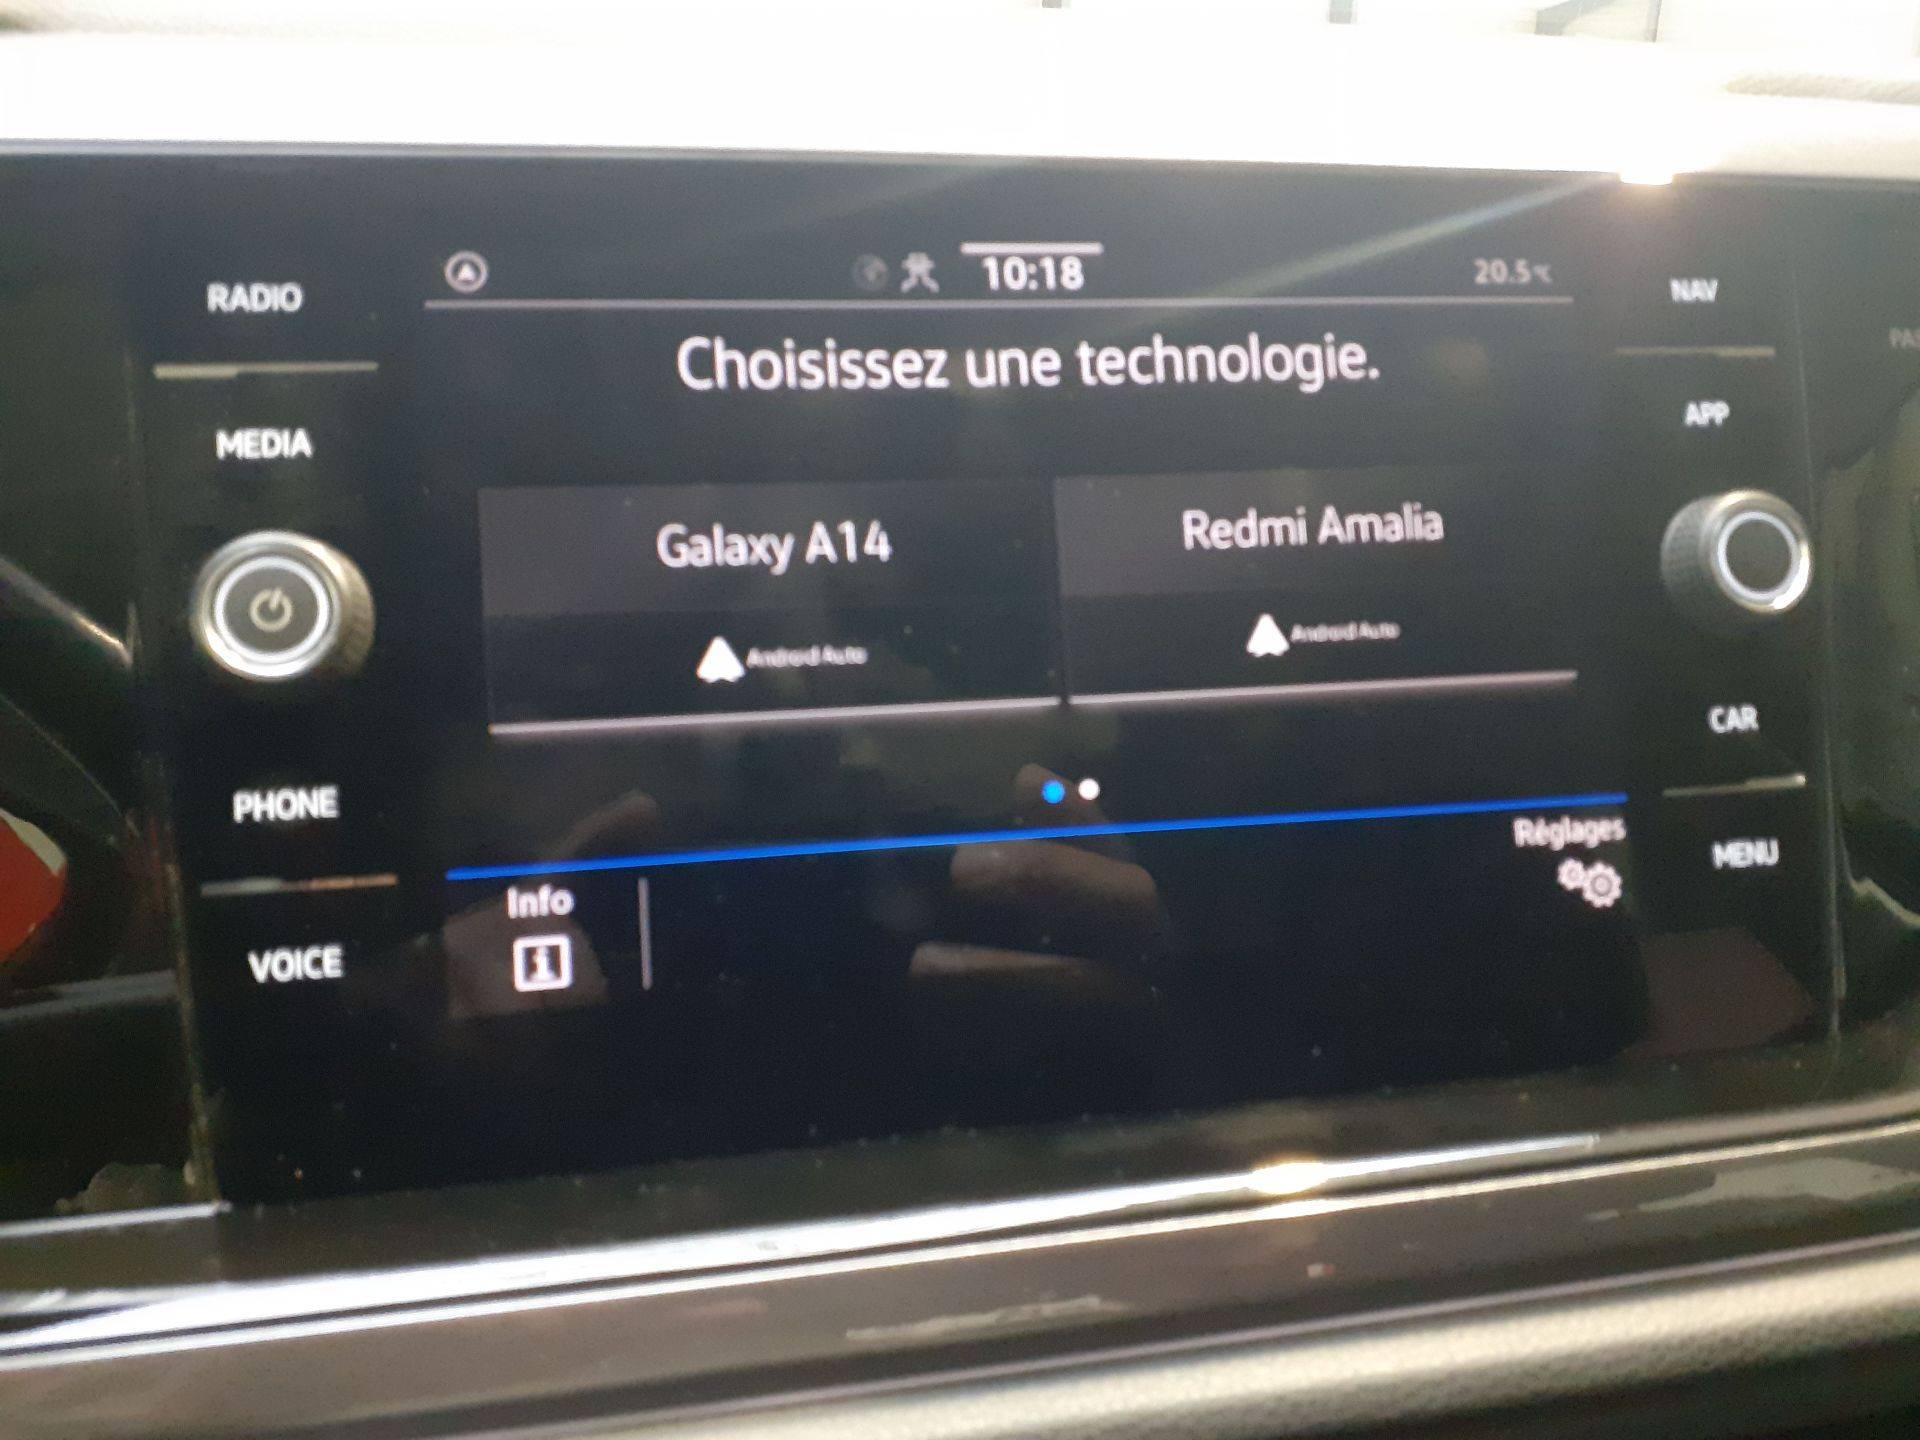 10:18
20.5°C
RADIO
NAV
Choisissez une technologie.
MEDIA
APP
Galaxy A14
Redmi Amalia
Android Auto
Android Auto
CAR
PHONE
Réglages
MENU
Info
VOICE